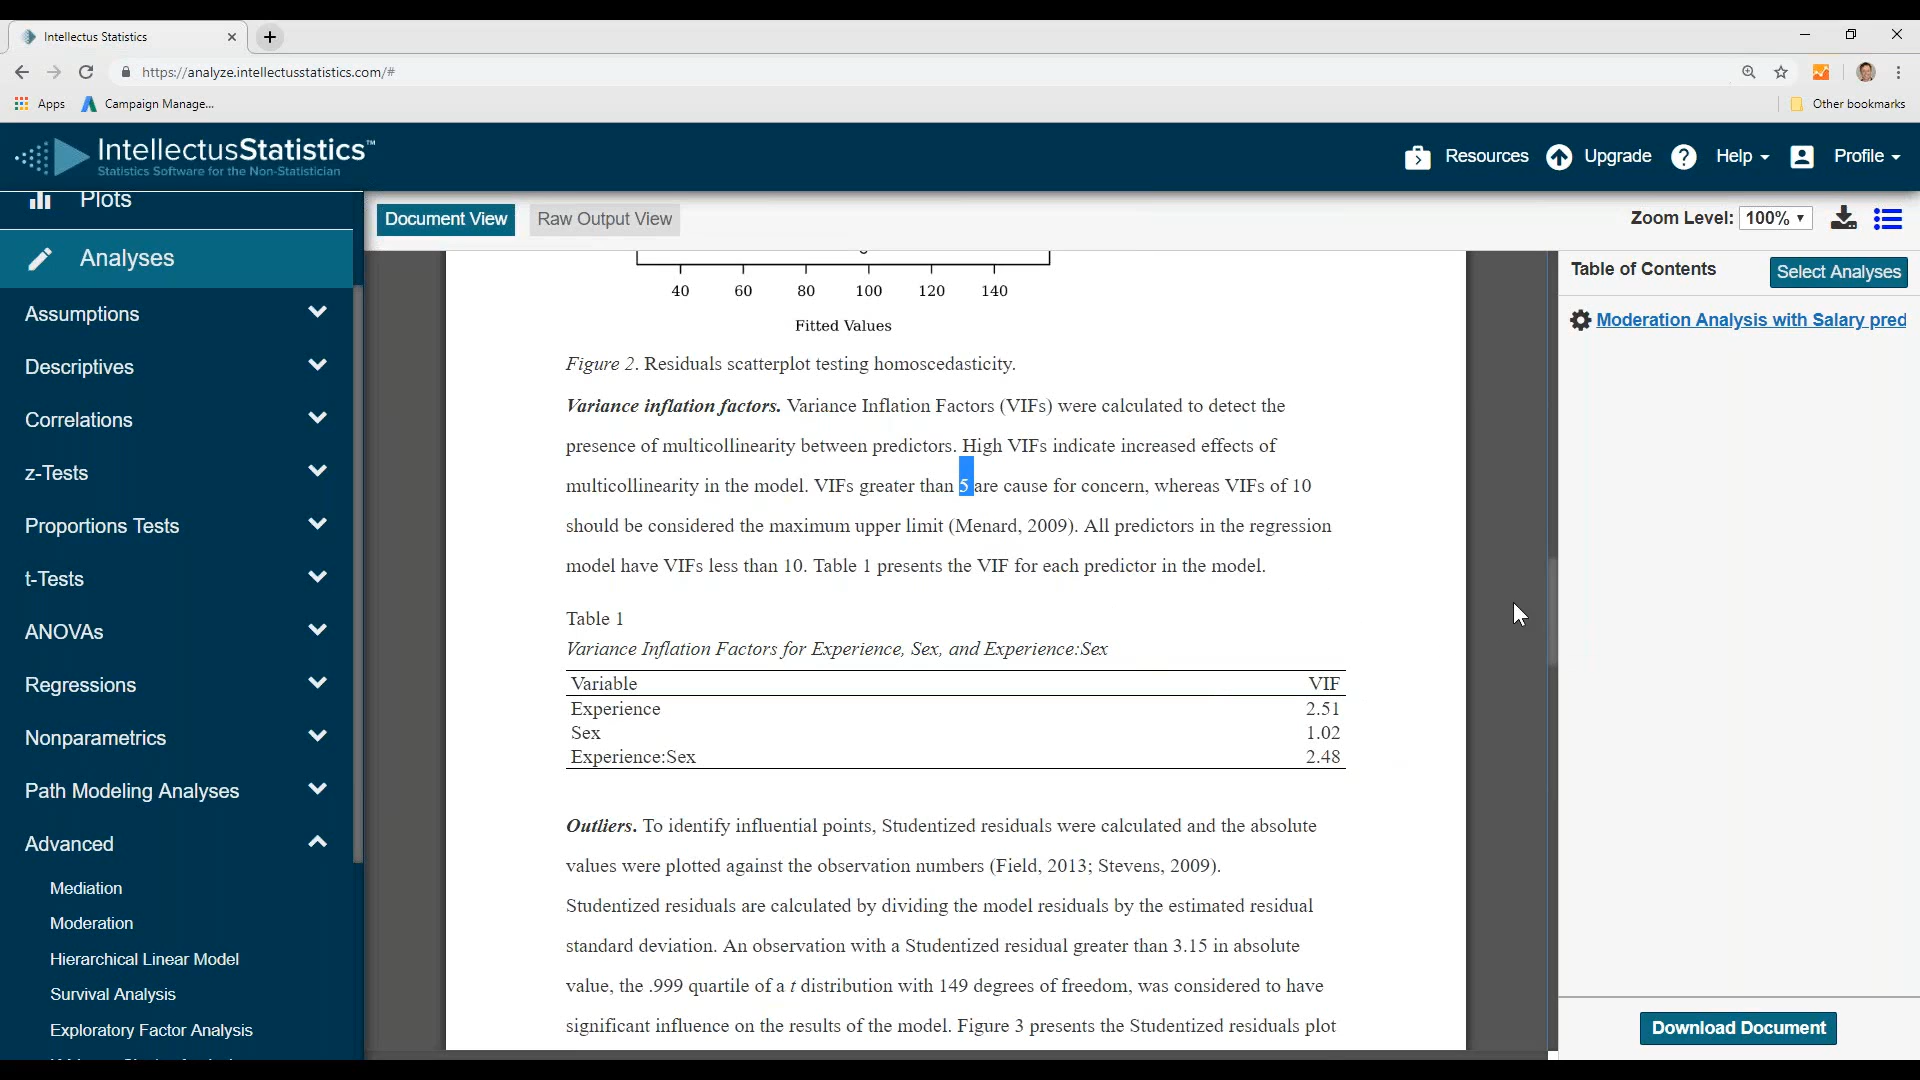 Intellectus Statistics
https://analyze.intellectusstatistics.com/#
Apps
Campaign Manage...
Other bookmarks
IntellectusStatistics™
Statistics Software for the Non-Statistician
Resources
Upgrade
Help
Profile
Plots
Analyses
Assumptions
Descriptives
Correlations
z-Tests
Proportions Tests
t-Tests
ANOVAs
Regressions
Nonparametrics
Path Modeling Analyses
Advanced
Mediation
Moderation
Hierarchical Linear Model
Survival Analysis
Exploratory Factor Analysis
Document View
Raw Output View
Zoom Level: 100%
40 60 80 100 120 140
Fitted Values
Figure 2. Residuals scatterplot testing homoscedasticity.
Variance inflation factors. Variance Inflation Factors (VIFs) were calculated to detect the
presence of multicollinearity between predictors. High VIFs indicate increased effects of
multicollinearity in the model. VIFs greater than 5 are cause for concern, whereas VIFs of 10
should be considered the maximum upper limit (Menard, 2009). All predictors in the regression
model have VIFs less than 10. Table 1 presents the VIF for each predictor in the model.
Table 1
Variance Inflation Factors for Experience, Sex, and Experience:Sex
Variable VIF
Experience 2.51
Sex 1.02
Experience:Sex 2.48
Outliers. To identify influential points, Studentized residuals were calculated and the absolute
values were plotted against the observation numbers (Field, 2013; Stevens, 2009).
Studentized residuals are calculated by dividing the model residuals by the estimated residual
standard deviation. An observation with a Studentized residual greater than 3.15 in absolute
value, the .999 quartile of a t distribution with 149 degrees of freedom, was considered to have
significant influence on the results of the model. Figure 3 presents the Studentized residuals plot
Table of Contents
Select Analyses
Moderation Analysis with Salary pred
Download Document